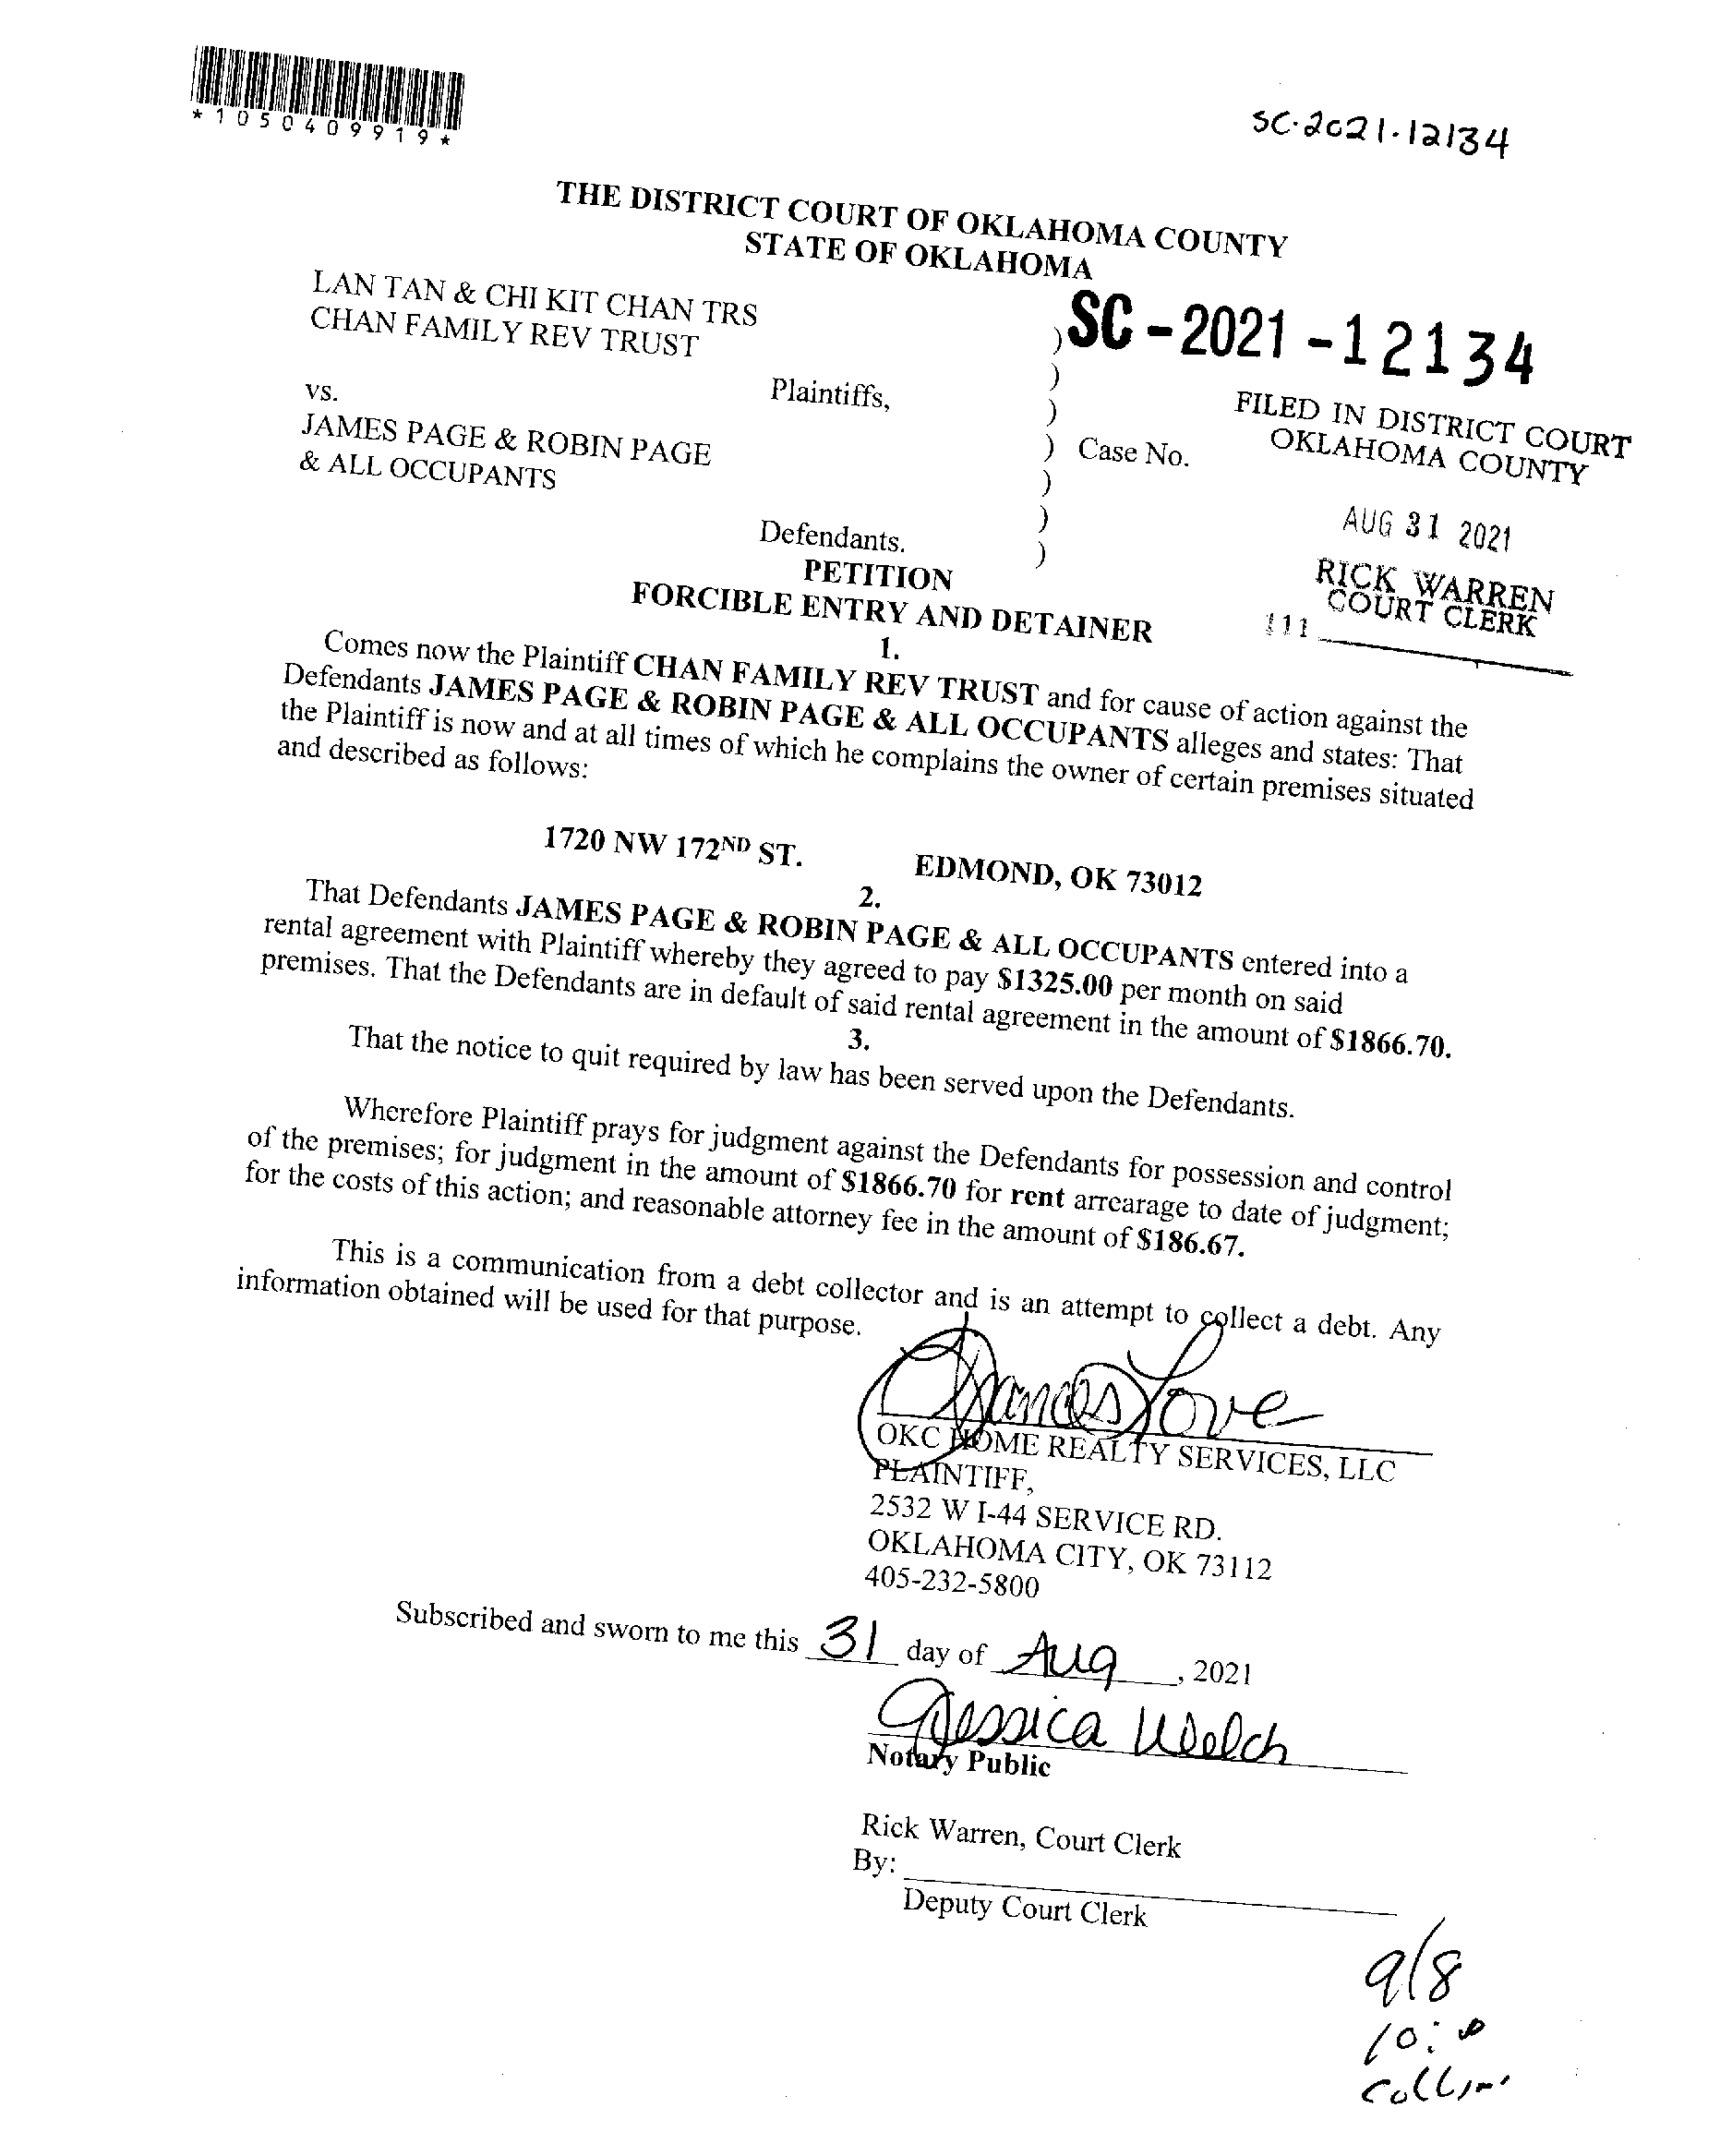 *1050409919*
SC-2021-12134
THE DISTRICT COURT OF OKLAHOMA COUNTY
STATE OF OKLAHOMA
LAN TAN & CHI KIT CHAN TRS
CHAN FAMILY REV TRUST
) SC-2021-12134
)
Plaintiffs, )
vs.
JAMES PAGE & ROBIN PAGE ) Case No.
& ALL OCCUPANTS )
)
Defendants. )
FILED IN DISTRICT COURT
OKLAHOMA COUNTY
AUG 31 2021
RICK WARREN
COURT CLERK
111
PETITION
FORCIBLE ENTRY AND DETAINER
1.
Comes now the Plaintiff CHAN FAMILY REV TRUST and for cause of action against the
Defendants JAMES PAGE & ROBIN PAGE & ALL OCCUPANTS alleges and states: That
the Plaintiff is now and at all times of which he complains the owner of certain premises situated
and described as follows:
1720 NW 172ND ST. EDMOND, OK 73012
2.
That Defendants JAMES PAGE & ROBIN PAGE & ALL OCCUPANTS entered into a
rental agreement with Plaintiff whereby they agreed to pay $1325.00 per month on said
premises. That the Defendants are in default of said rental agreement in the amount of $1866.70.
3.
That the notice to quit required by law has been served upon the Defendants.
Wherefore Plaintiff prays for judgment against the Defendants for possession and control
of the premises; for judgment in the amount of $1866.70 for rent arrearage to date of judgment;
for the costs of this action; and reasonable attorney fee in the amount of $186.67.
This is a communication from a debt collector and is an attempt to collect a debt. Any
information obtained will be used for that purpose.
Love
OKC HOME REALTY SERVICES, LLC
PLAINTIFF,
2532 W I-44 SERVICE RD.
OKLAHOMA CITY, OK 73112
405-232-5800
Subscribed and sworn to me this 31 day of Aug, 2021
Jessica Welch
Notary Public
Rick Warren, Court Clerk
By:
Deputy Court Clerk
9/8
10: